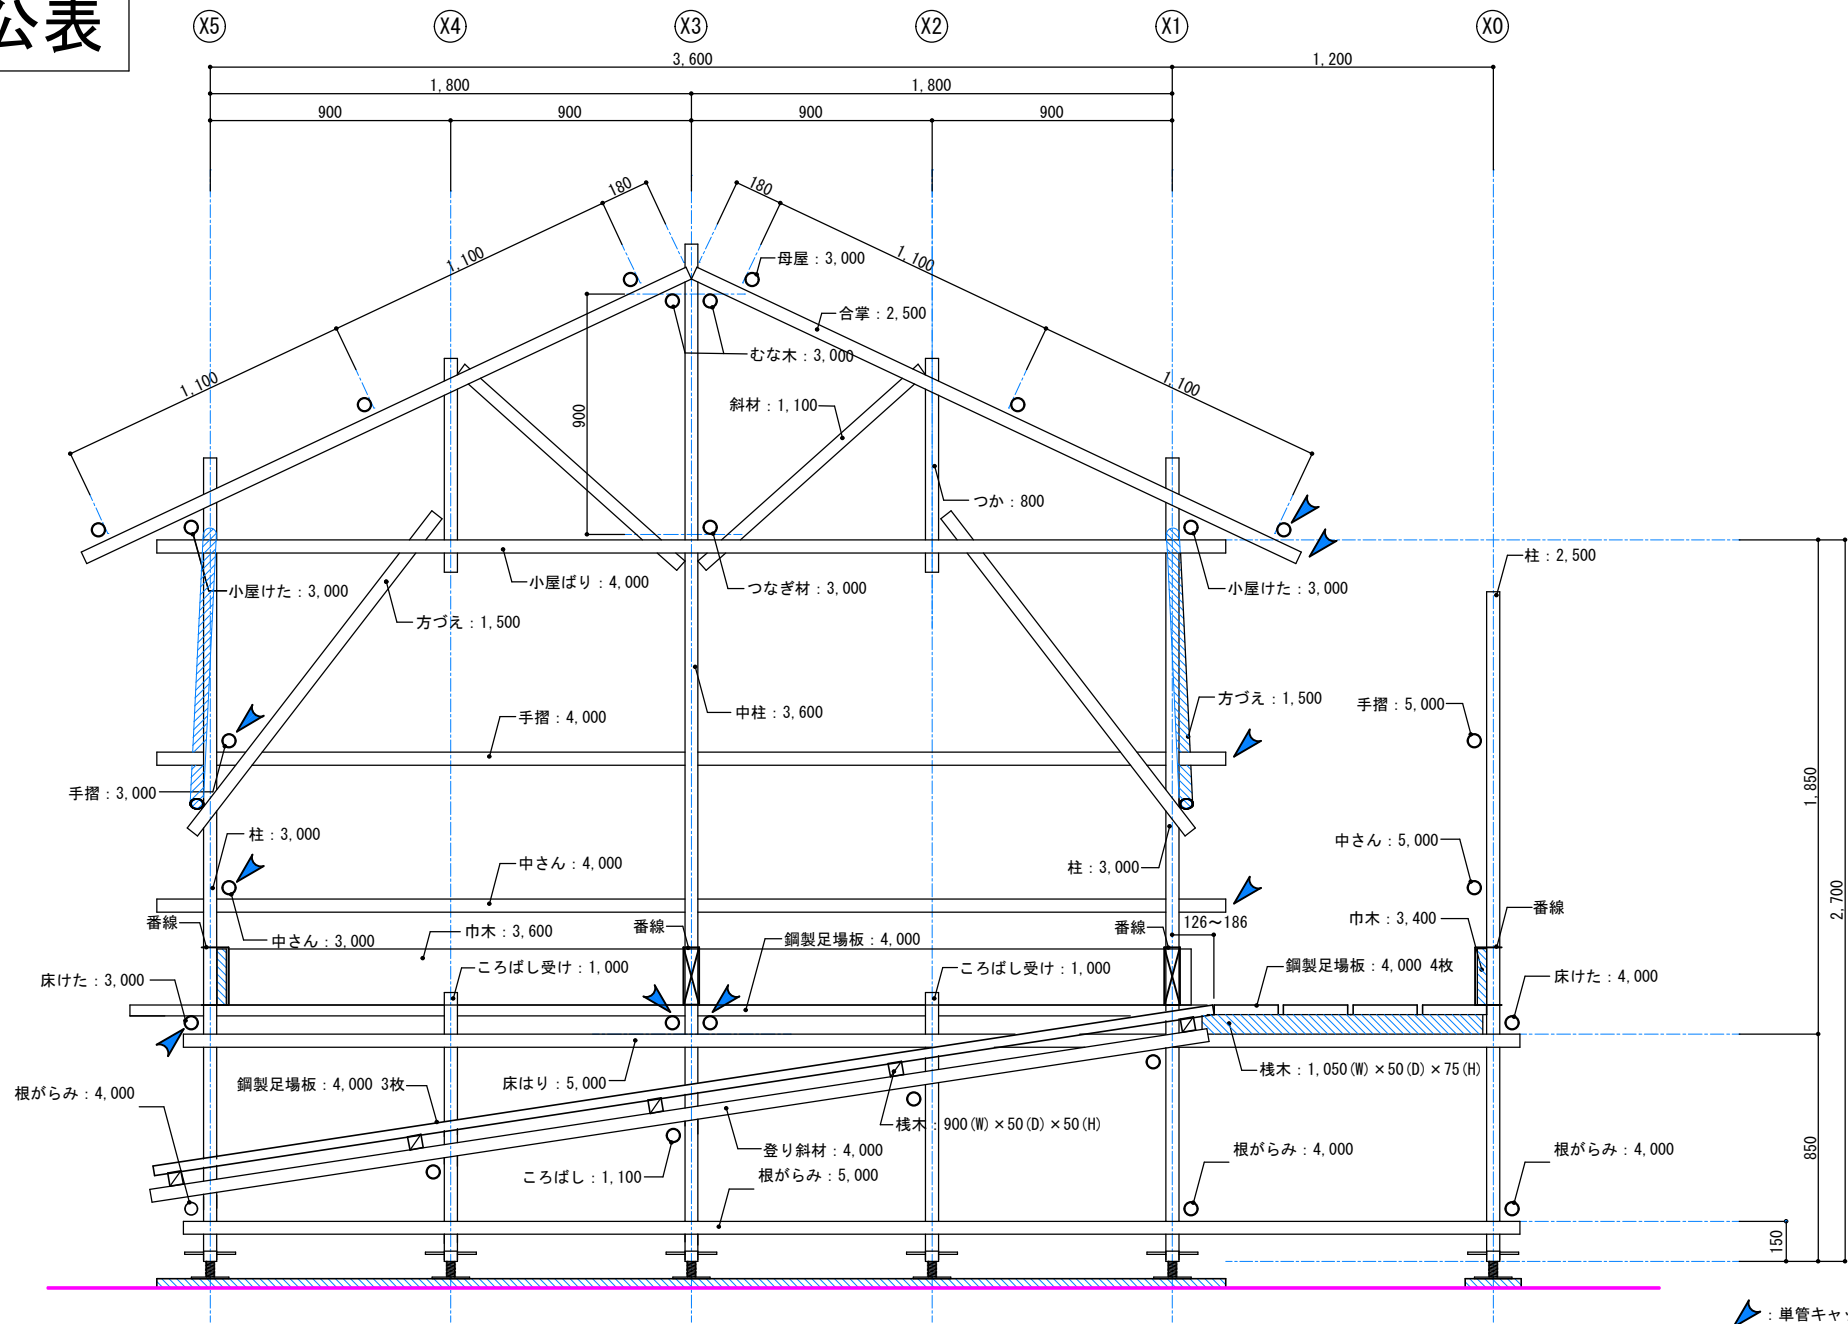 公表
X5 X4 X3 X2 X1 X0
3,600 1,200
1,800 1,800
900 900 900 900
180 180
1,100 1,100
1,100 1,100
母屋：3,000
合掌：2,500
むな木：3,000
900
斜材：1,100
つか：800
柱：2,500
小屋けた：3,000
小屋ばり：4,000
つなぎ材：3,000
小屋けた：3,000
方づえ：1,500
方づえ：1,500
手摺：4,000
中柱：3,600
手摺：5,000
手摺：3,000
1,850
柱：3,000
中さん：4,000
柱：3,000
中さん：5,000
2,700
番線
中さん：3,000
巾木：3,600
番線
鋼製足場板：4,000
番線
126～186
巾木：3,400
番線
床けた：3,000
ころばし受け：1,000
ころばし受け：1,000
鋼製足場板：4,000 4枚
床けた：4,000
根がらみ：4,000
鋼製足場板：4,000 3枚
床はり：5,000
桟木：1,050(W)×50(D)×75(H)
桟木：900(W)×50(D)×50(H)
登り斜材：4,000
ころばし：1,100
根がらみ：5,000
根がらみ：4,000
根がらみ：4,000
850
150
：単管キャ